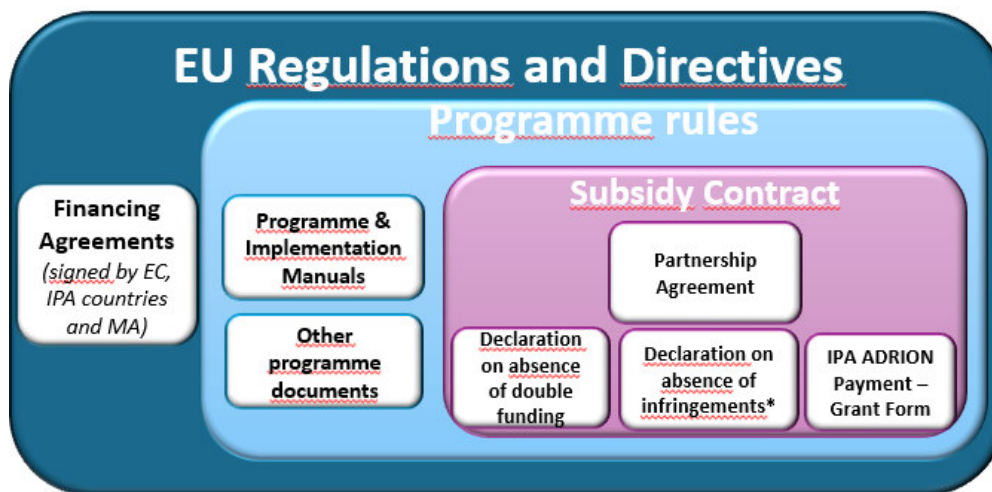 EU Regulations and Directives
Programme rules
Subsidy Contract
Financing
Agreements
(signed by EC,
IPA countries
and MA)
Programme &
Implementation
Manuals
Other
programme
documents
Partnership
Agreement
Declaration
on absence
of double
funding
Declaration on
absence of
infringements*
IPA ADRION
Payment –
Grant Form